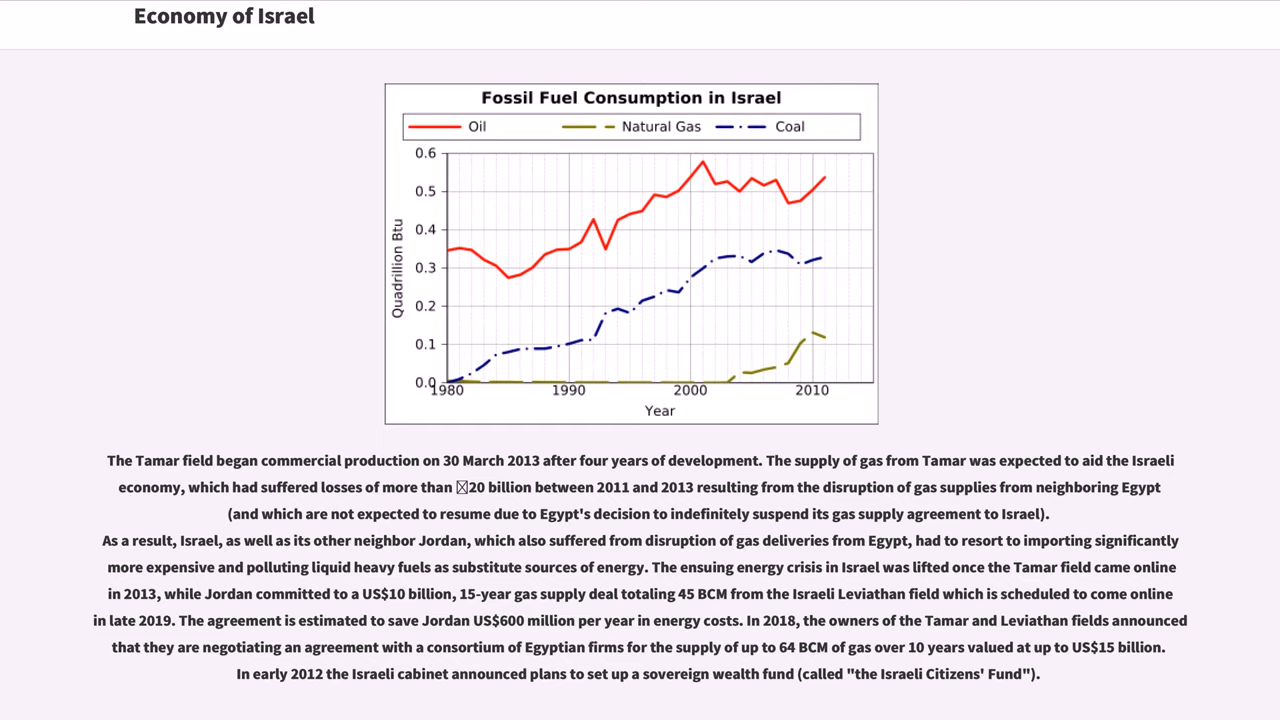 Economy of Israel
Fossil Fuel Consumption in Israel
Oil Natural Gas Coal
0.6
0.5
0.4
0.3
0.2
0.1
0.0
Quadrillion Btu
1980 1990 2000 2010
Year
The Tamar field began commercial production on 30 March 2013 after four years of development. The supply of gas from Tamar was expected to aid the Israeli
economy, which had suffered losses of more than 20 billion between 2011 and 2013 resulting from the disruption of gas supplies from neighboring Egypt
(and which are not expected to resume due to Egypt's decision to indefinitely suspend its gas supply agreement to Israel).
As a result, Israel, as well as its other neighbor Jordan, which also suffered from disruption of gas deliveries from Egypt, had to resort to importing significantly
more expensive and polluting liquid heavy fuels as substitute sources of energy. The ensuing energy crisis in Israel was lifted once the Tamar field came online
in 2013, while Jordan committed to a US$10 billion, 15-year gas supply deal totaling 45 BCM from the Israeli Leviathan field which is scheduled to come online
in late 2019. The agreement is estimated to save Jordan US$600 million per year in energy costs. In 2018, the owners of the Tamar and Leviathan fields announced
that they are negotiating an agreement with a consortium of Egyptian firms for the supply of up to 64 BCM of gas over 10 years valued at up to US$15 billion.
In early 2012 the Israeli cabinet announced plans to set up a sovereign wealth fund (called "the Israeli Citizens' Fund").